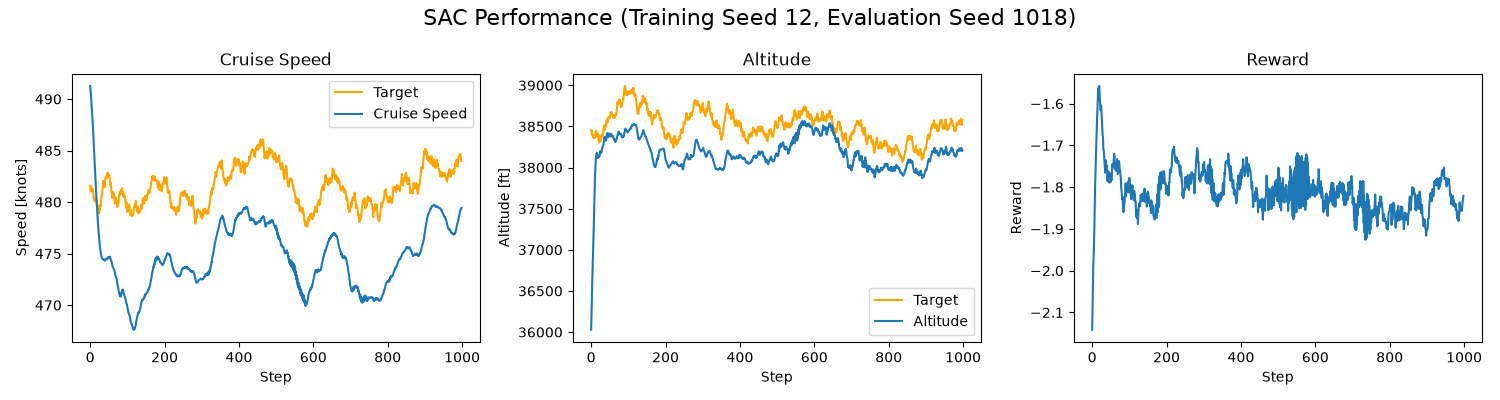 SAC Performance (Training Seed 12, Evaluation Seed 1018)
Cruise Speed
Speed [knots]
490
485
480
475
470
0 200 400 600 800 1000
Step
Target
Cruise Speed
Altitude
Altitude [ft]
39000
38500
38000
37500
37000
36500
36000
0 200 400 600 800 1000
Step
Target
Altitude
Reward
Reward
−1.6
−1.7
−1.8
−1.9
−2.0
−2.1
0 200 400 600 800 1000
Step